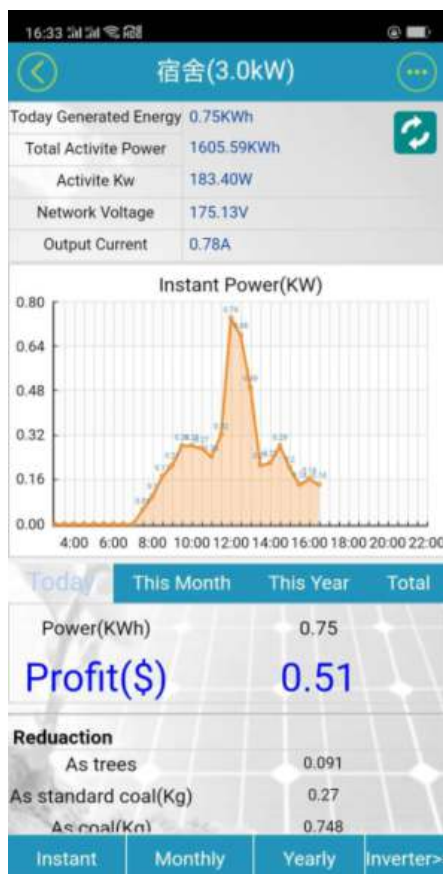 16:33
宿舍(3.0kW)
Today Generated Energy 0.75KWh
Total Activite Power 1605.59KWh
Activite Kw 183.40W
Network Voltage 175.13V
Output Current 0.78A
Instant Power(KW)
0.80
0.64
0.48
0.32
0.16
0.00
4:00 6:00 8:00 10:00 12:00 14:00 16:00 18:00 20:00 22:00
Today This Month This Year Total
Power(KWh) 0.75
Profit($) 0.51
Reduaction
As trees 0.091
As standard coal(Kg) 0.27
As coal(Kg) 0.748
Instant Monthly Yearly Inverter>